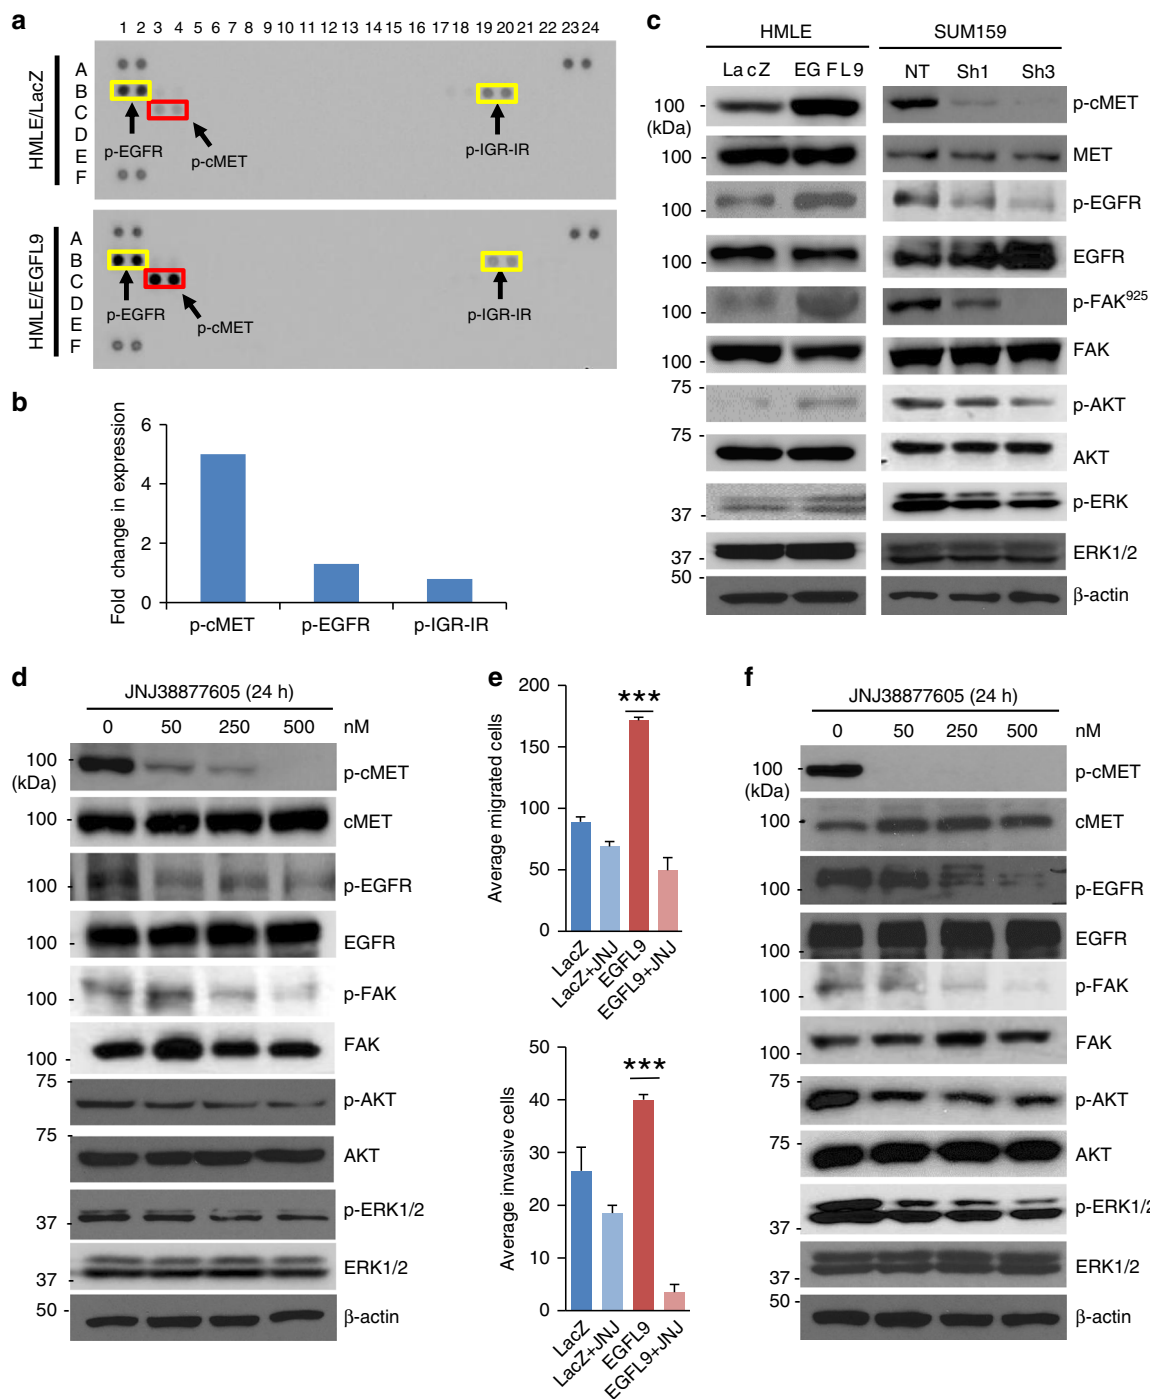 a
1 2 3 4 5 6 7 8 9 10 11 12 13 14 15 16 17 18 19 20 21 22 23 24
HMLE/LacZ
A
B
C
D
E
F
p-EGFR
p-cMET
p-IGR-IR
HMLE/EGFL9
A
B
C
D
E
F
p-EGFR
p-cMET
p-IGR-IR
b
Fold change in expression
6
4
2
0
p-cMET p-EGFR p-IGR-IR
c
HMLE SUM159
LacZ EGFL9 NT Sh1 Sh3
100 - p-cMET
(kDa)
100 - MET
100 - p-EGFR
100 - EGFR
100 - p-FAK925
100 - FAK
75 - p-AKT
75 - AKT
37 - p-ERK
37 - ERK1/2
50 - β-actin
d
JNJ38877605 (24 h)
0 50 250 500 nM
100 - p-cMET
(kDa)
100 - cMET
100 - p-EGFR
100 - EGFR
100 - p-FAK
100 - FAK
75 - p-AKT
75 - AKT
37 - p-ERK1/2
37 - ERK1/2
50 - β-actin
e
Average migrated cells
200
150
100
50
0
***
LacZ
LacZ+JNJ
EGFL9
EGFL9+JNJ
Average invasive cells
50
40
30
20
10
0
***
LacZ
LacZ+JNJ
EGFL9
EGFL9+JNJ
f
JNJ38877605 (24 h)
0 50 250 500 nM
100 - p-cMET
(kDa)
100 - cMET
100 - p-EGFR
100 - EGFR
100 - p-FAK
100 - FAK
75 - p-AKT
75 - AKT
37 - p-ERK1/2
37 - ERK1/2
50 - β-actin